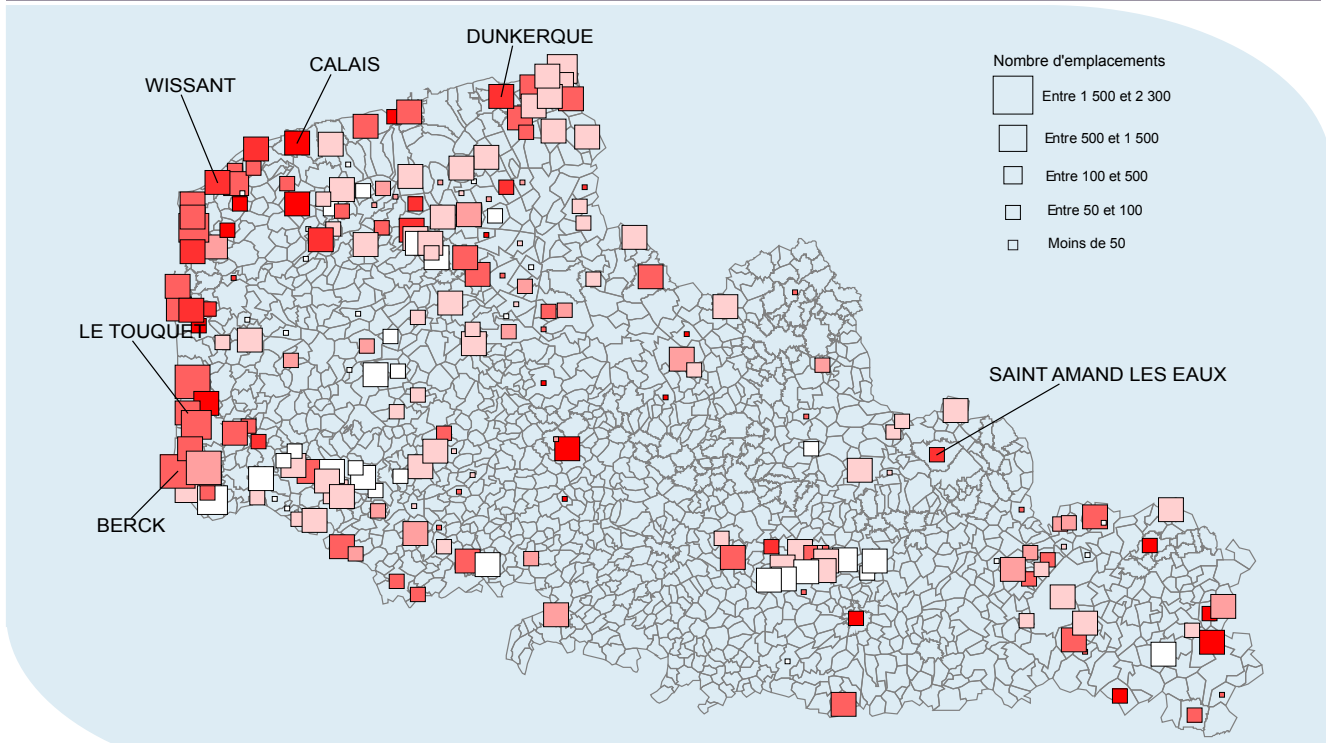 DUNKERQUE
CALAIS
WISSANT
LE TOUQUET
BERCK
SAINT AMAND LES EAUX
Nombre d'emplacements
Entre 1 500 et 2 300
Entre 500 et 1 500
Entre 100 et 500
Entre 50 et 100
Moins de 50